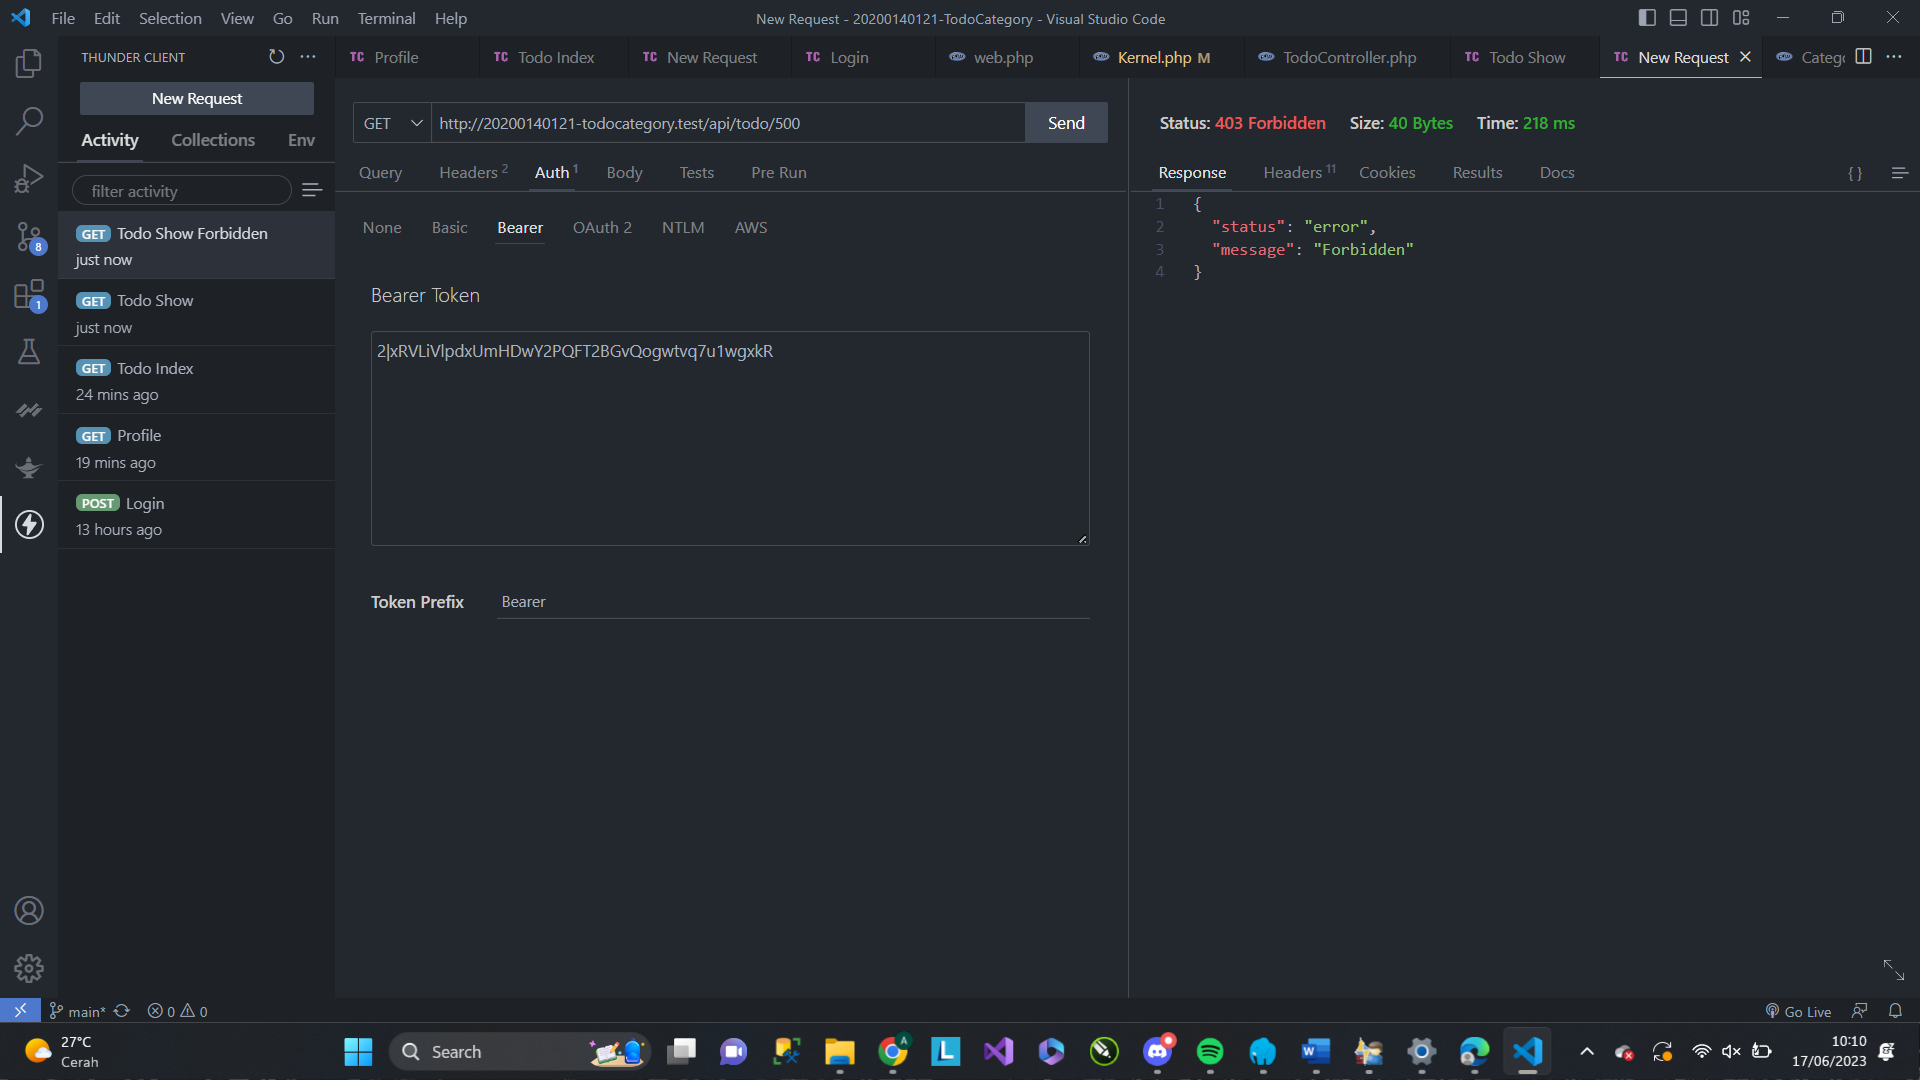 File Edit Selection View Go Run Terminal Help
New Request - 20200140121-TodoCategory - Visual Studio Code
THUNDER CLIENT
New Request
Activity Collections Env
filter activity
GET Todo Show Forbidden
just now
GET Todo Show
just now
GET Todo Index
24 mins ago
GET Profile
19 mins ago
POST Login
13 hours ago
TC Profile TC Todo Index TC New Request TC Login web.php Kernel.php M TodoController.php TC Todo Show TC New Request Catego
GET http://20200140121-todocategory.test/api/todo/500 Send
Query Headers 2 Auth 1 Body Tests Pre Run
None Basic Bearer OAuth 2 NTLM AWS
Bearer Token
2|xRVLiVlpdxUmHDwY2PQFT2BGvQogwtvq7u1wgxkR
Token Prefix Bearer
Status: 403 Forbidden Size: 40 Bytes Time: 218 ms
Response Headers 11 Cookies Results Docs { }
1 {
2 "status": "error",
3 "message": "Forbidden"
4 }
8
1
main* 0 0
Go Live
27°C
Cerah
Search
A
L
10:10
17/06/2023